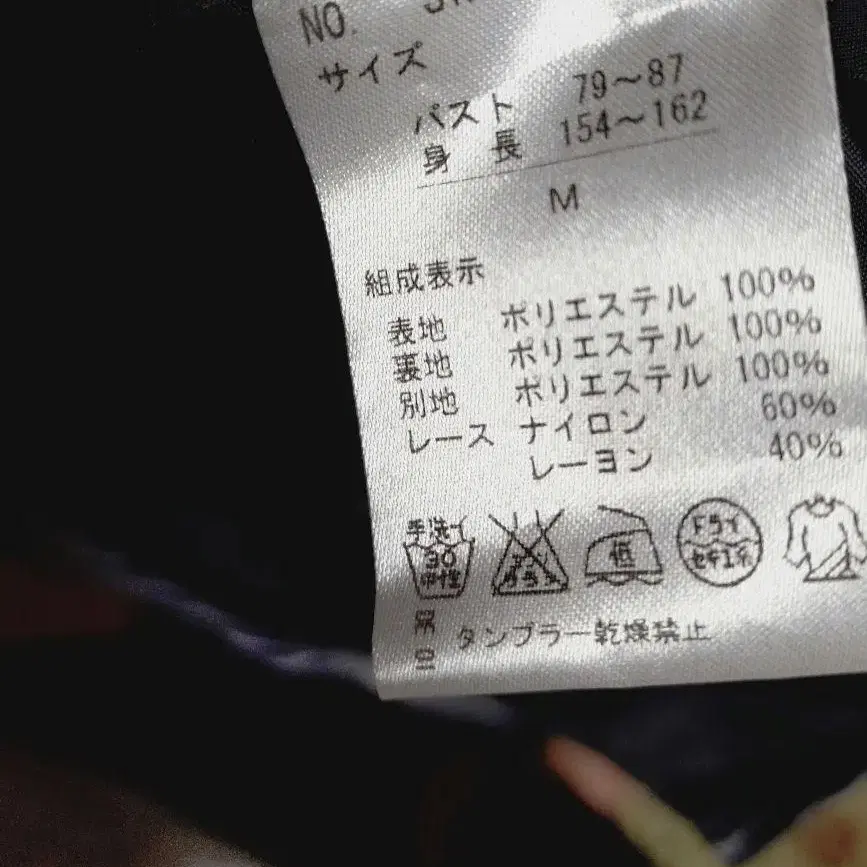 NO.
サイズ
バスト 79～87
身 長 154～162
M
組成表示
表地 ポリエステル 100%
裏地 ポリエステル 100%
別地 ポリエステル 100%
レース ナイロン 60%
レーヨン 40%
手洗イ 30 中性 低 ドライ セキユ系
タンブラー乾燥禁止